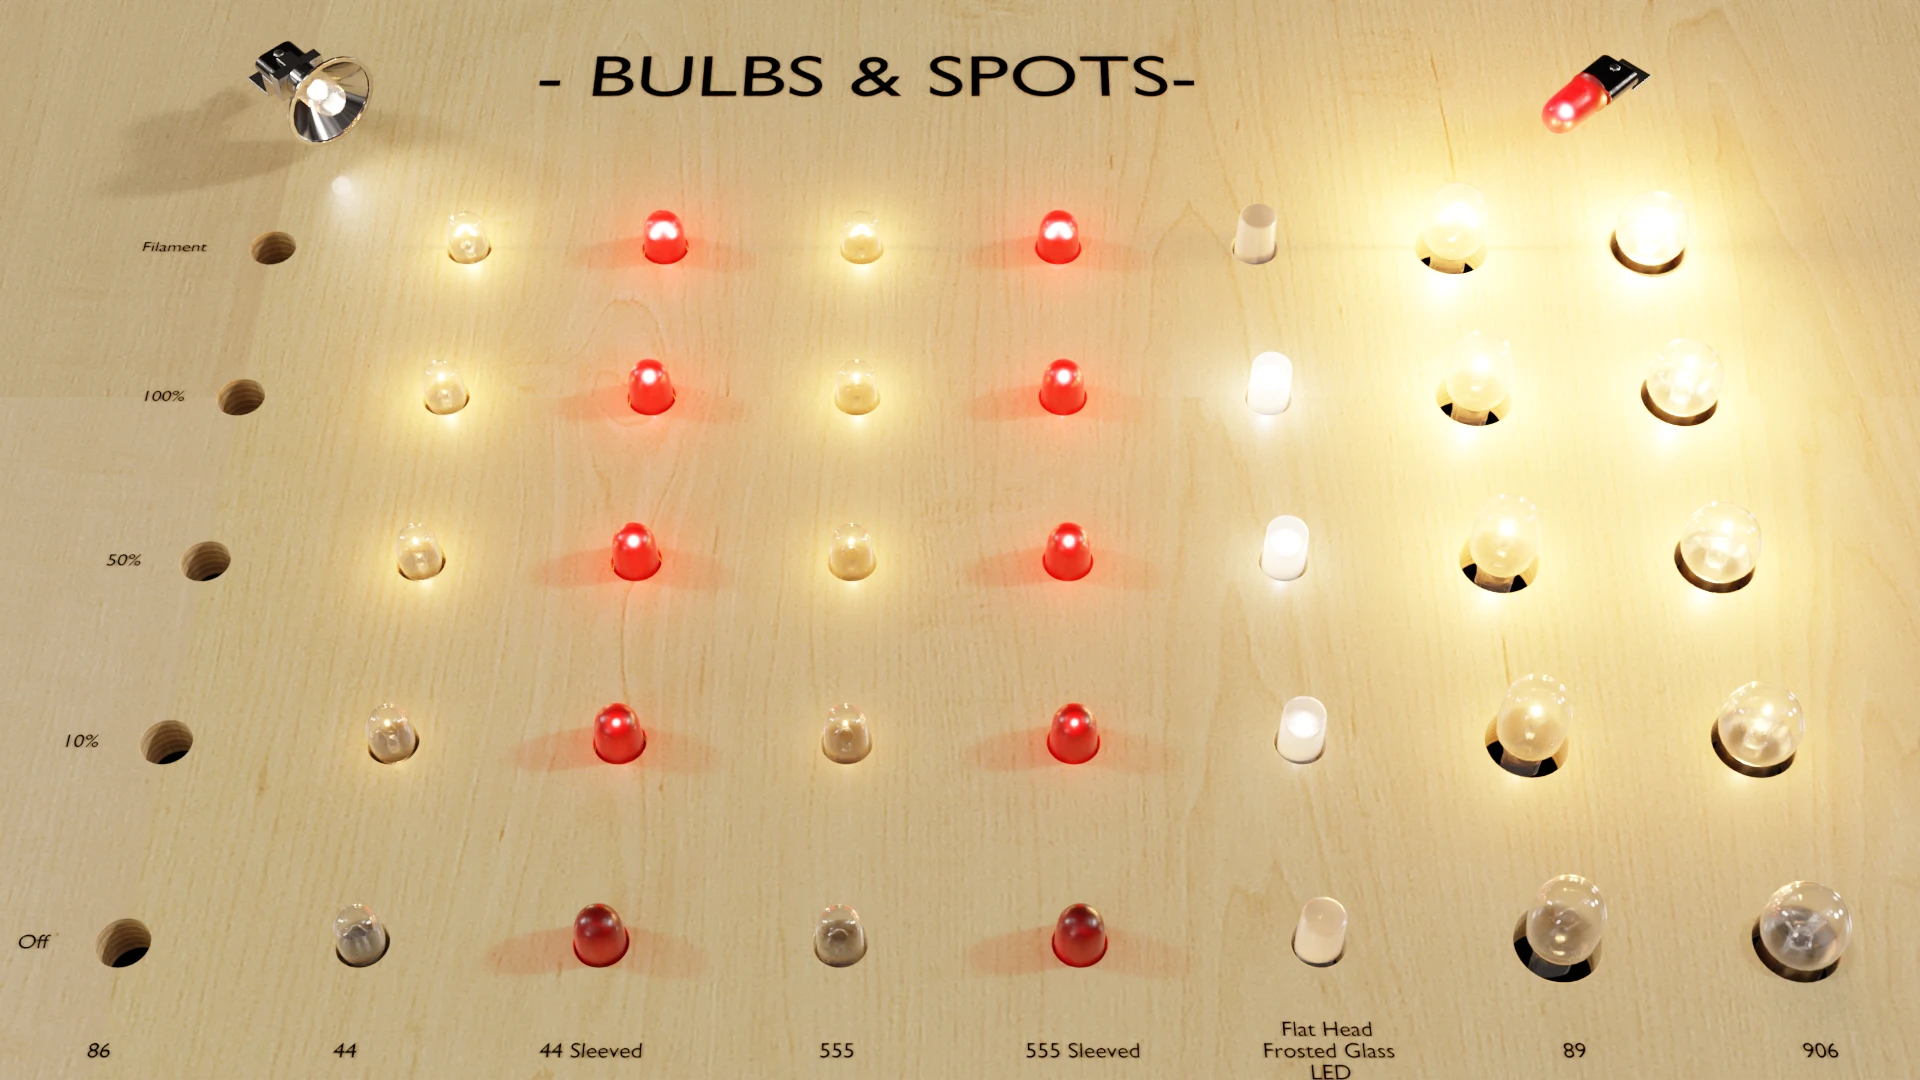 - BULBS & SPOTS-
Filament
100%
50%
10%
Off
86
44
44 Sleeved
555
555 Sleeved
Flat Head
Frosted Glass
LED
89
906